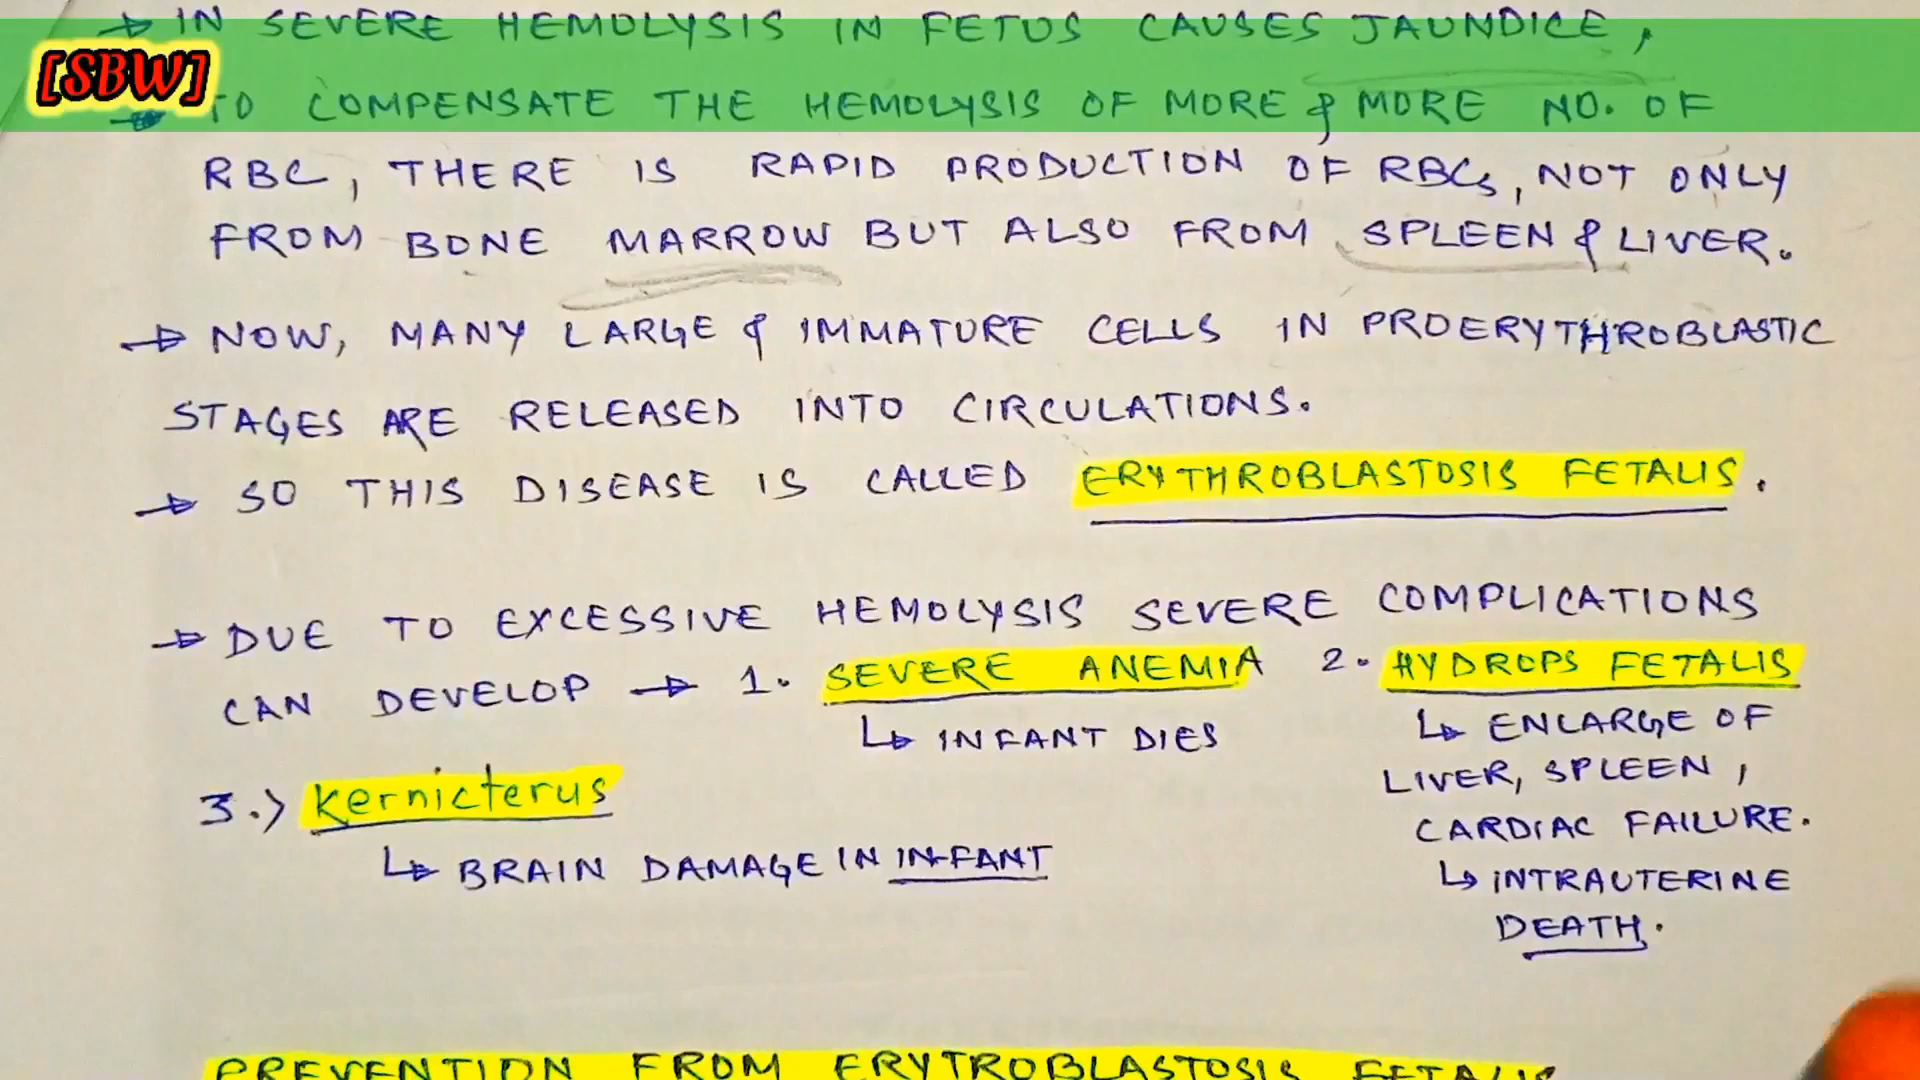 → IN SEVERE HEMOLYSIS IN FETUS CAUSES JAUNDICE,
[SBW]
→ TO COMPENSATE THE HEMOLYSIS OF MORE & MORE NO. OF
RBC, THERE IS RAPID PRODUCTION OF RBCs, NOT ONLY
FROM BONE MARROW BUT ALSO FROM SPLEEN & LIVER.
→ NOW, MANY LARGE & IMMATURE CELLS IN PROERYTHROBLASTIC
STAGES ARE RELEASED INTO CIRCULATIONS.
→ SO THIS DISEASE IS CALLED ERYTHROBLASTOSIS FETALIS.
→ DUE TO EXCESSIVE HEMOLYSIS SEVERE COMPLICATIONS
CAN DEVELOP → 1. SEVERE ANEMIA 2. HYDROPS FETALIS
↳ INFANT DIES
↳ ENLARGE OF
LIVER, SPLEEN,
CARDIAC FAILURE.
↳ INTRAUTERINE
DEATH.
3.) Kernicterus
↳ BRAIN DAMAGE IN INFANT
PREVENTION FROM ERYTROBLASTOSIS FETALIS